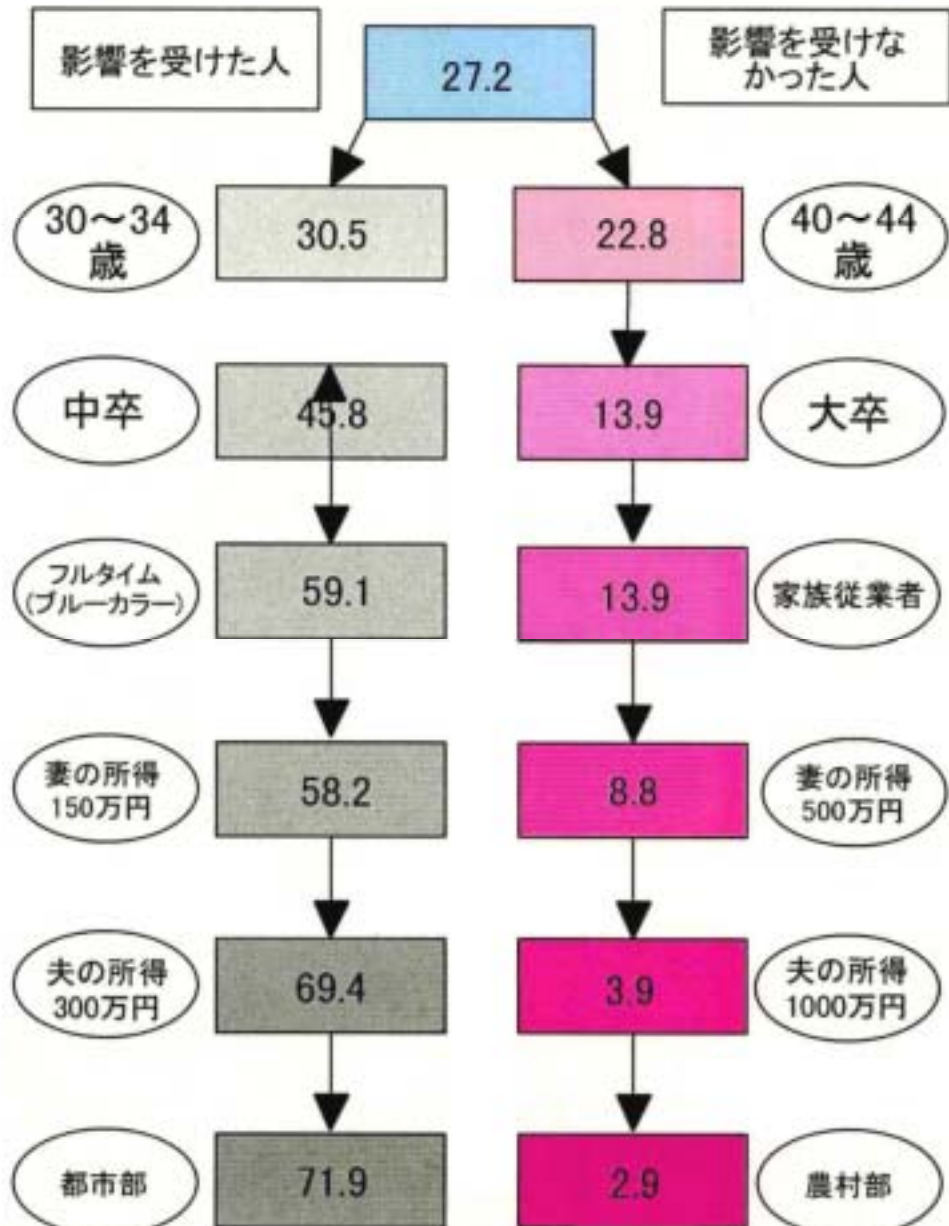 影響を受けた人
27.2
影響を受けな
かった人
30~34
歳
30.5
22.8
40~44
歳
中卒
45.8
13.9
大卒
フルタイム
(ブルーカラー)
59.1
13.9
家族従業者
妻の所得
150万円
58.2
8.8
妻の所得
500万円
夫の所得
300万円
69.4
3.9
夫の所得
1000万円
都市部
71.9
2.9
農村部